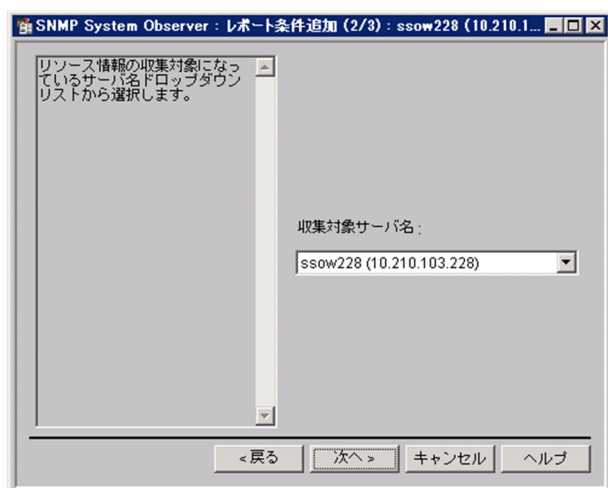 SNMP System Observer : レポート条件追加 (2/3) : ssow228 (10.210.1...
リソース情報の収集対象になっ
ているサーバ名ドロップダウン
リストから選択します。
収集対象サーバ名 :
ssow228 (10.210.103.228)
«戻る 次へ» キャンセル ヘルプ